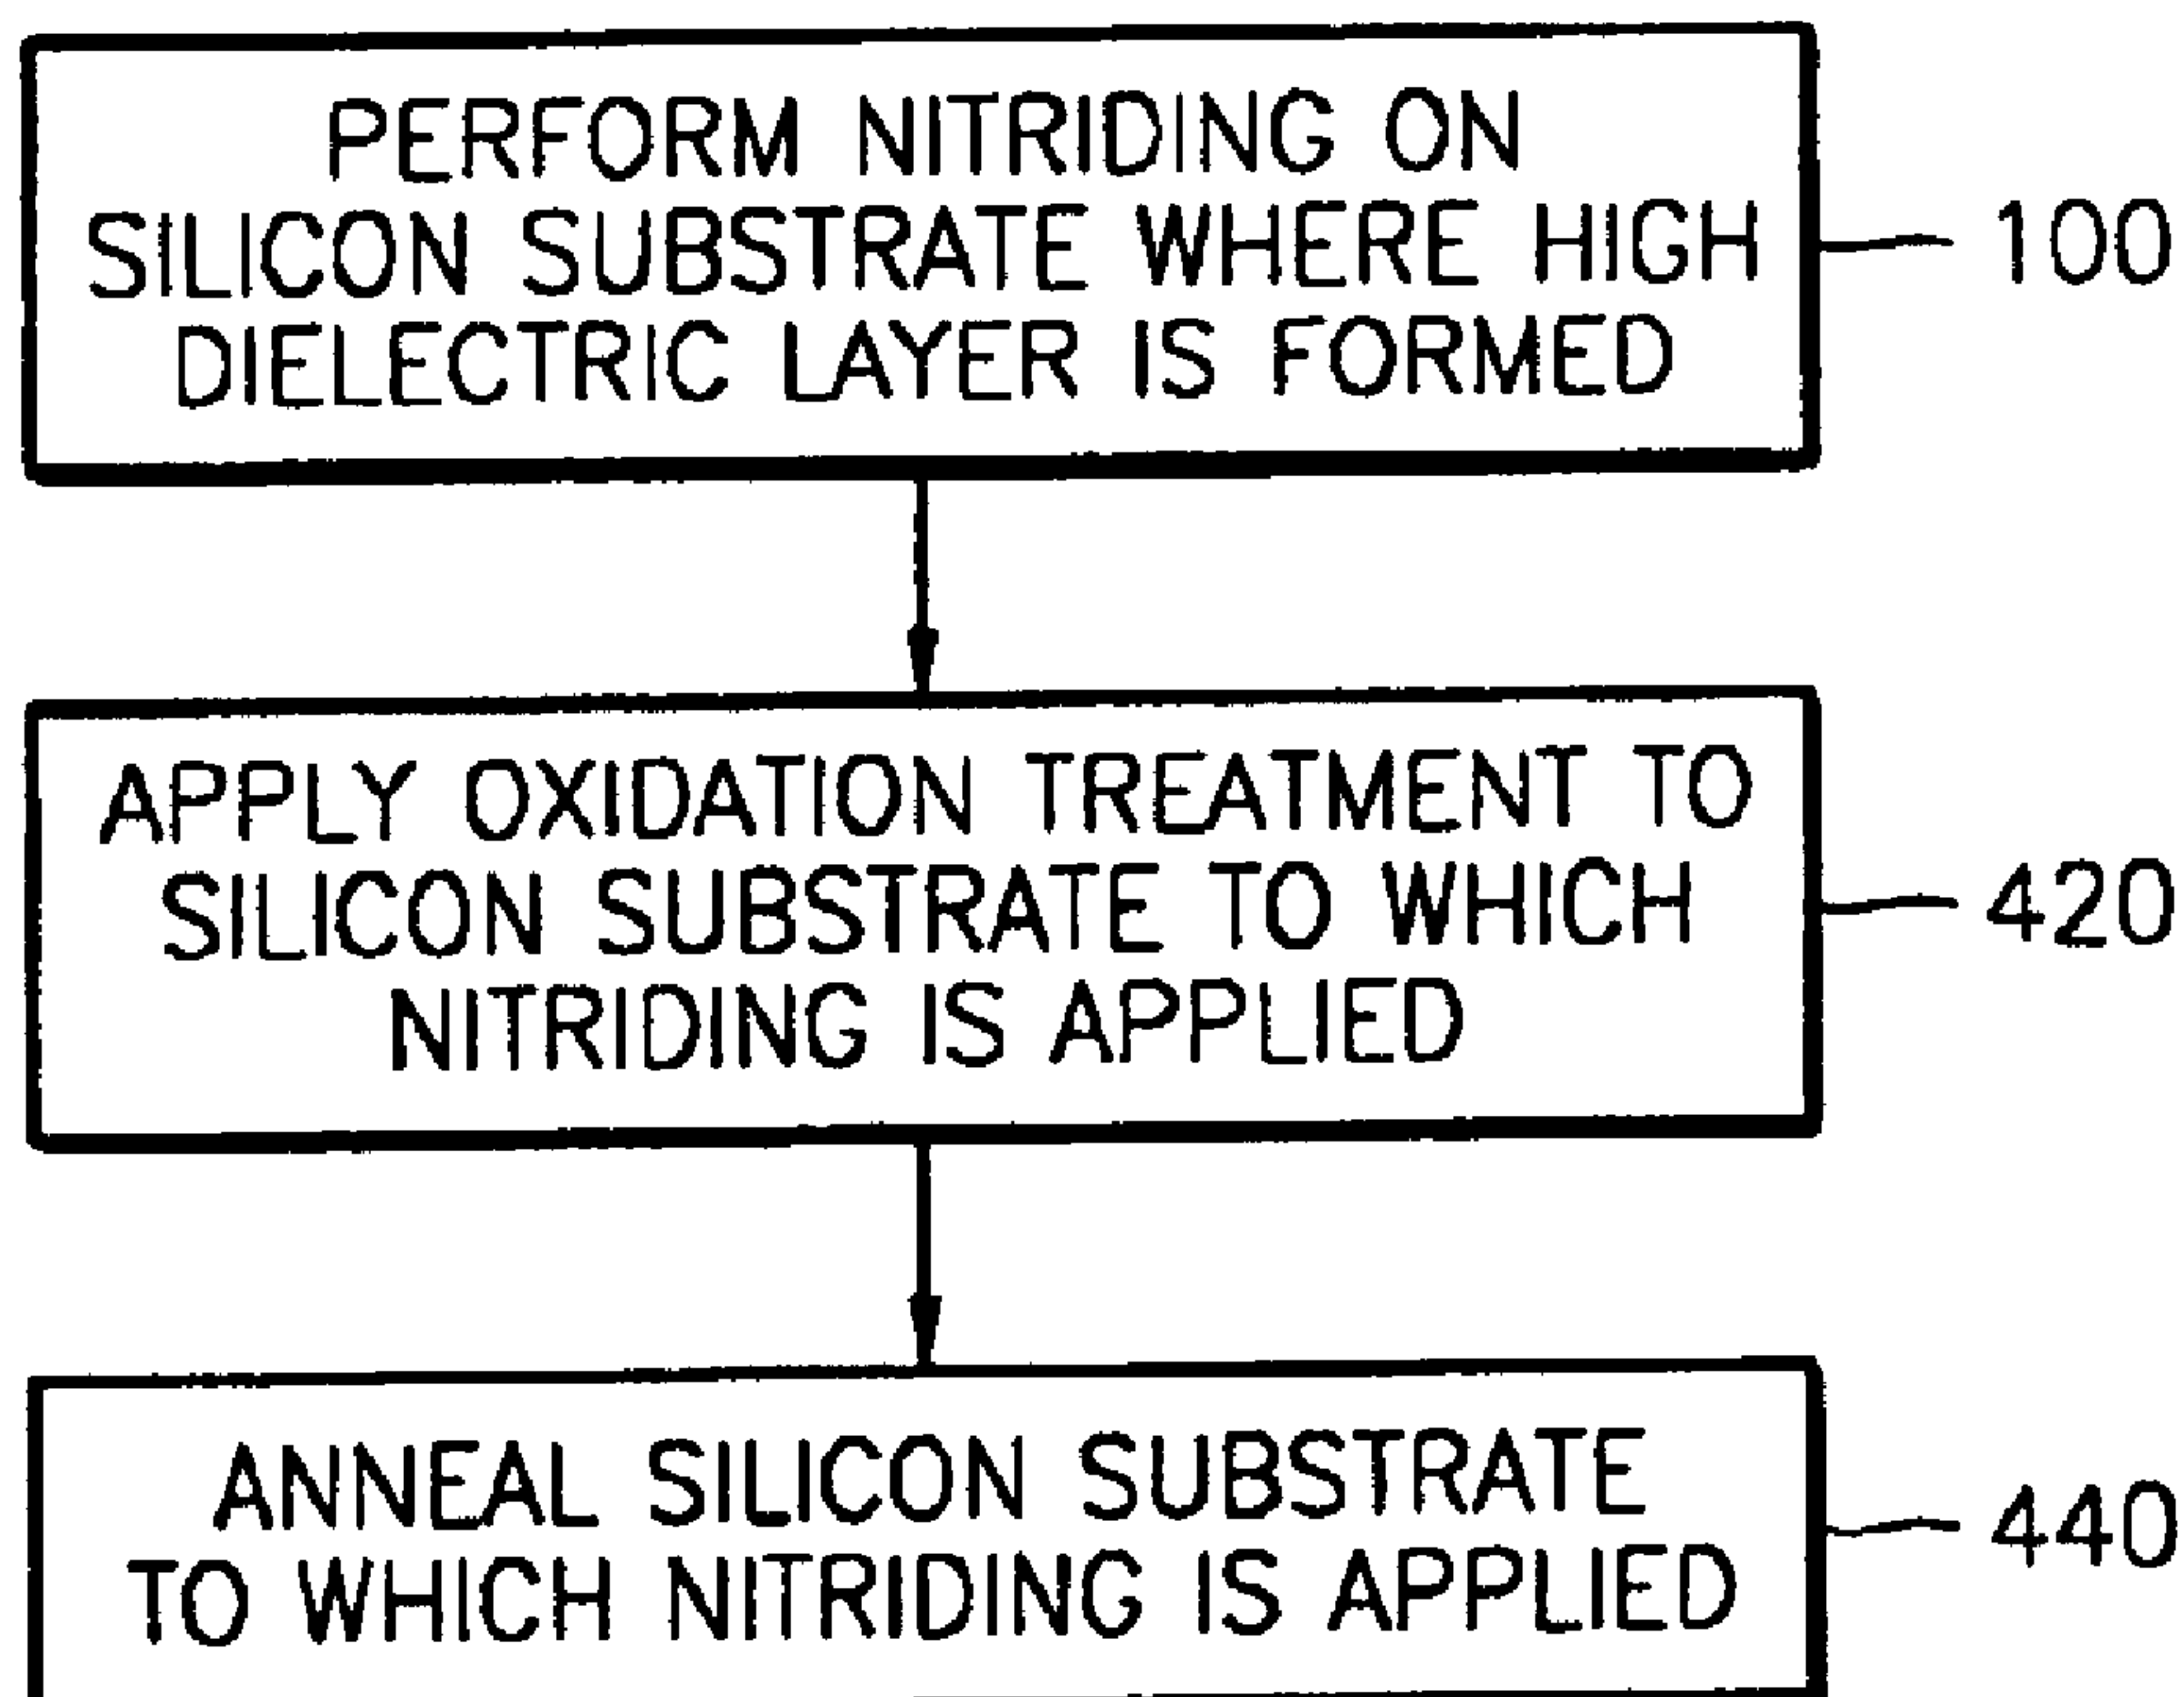 PERFORM NITRIDING ON
SILICON SUBSTRATE WHERE HIGH
DIELECTRIC LAYER IS FORMED
100
APPLY OXIDATION TREATMENT TO
SILICON SUBSTRATE TO WHICH
NITRIDING IS APPLIED
420
ANNEAL SILICON SUBSTRATE
TO WHICH NITRIDING IS APPLIED
440